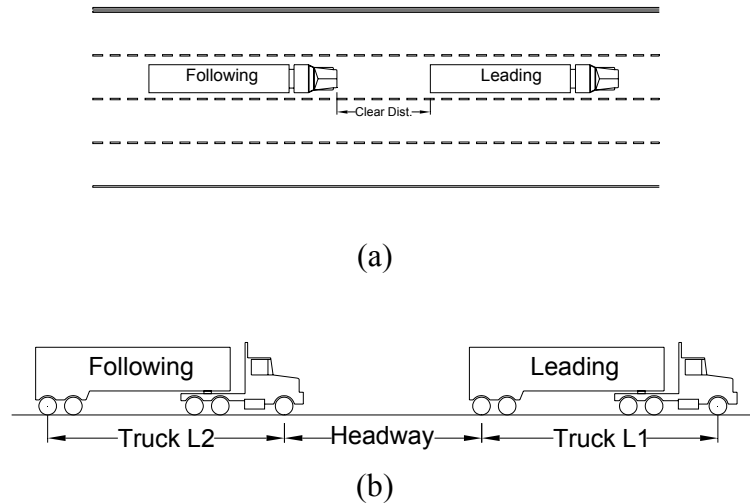 Following
Leading
Clear Dist.
(a)
Following
Leading
Truck L2
Headway
Truck L1
(b)